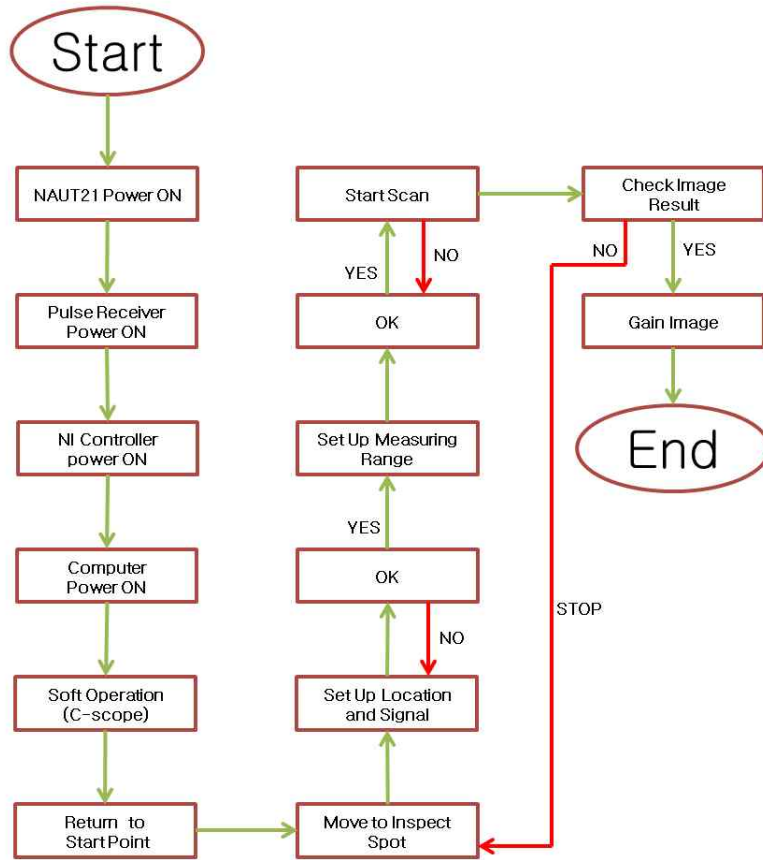 Start
NAUT21 Power ON
Pulse Receiver
Power ON
NI Controller
power ON
Computer
Power ON
Soft Operation
(C-scope)
Return to
Start Point
Move to Inspect
Spot
Set Up Location
and Signal
NO
OK
YES
Set Up Measuring
Range
OK
YES
NO
Start Scan
Check Image
Result
NO
YES
STOP
Gain Image
End